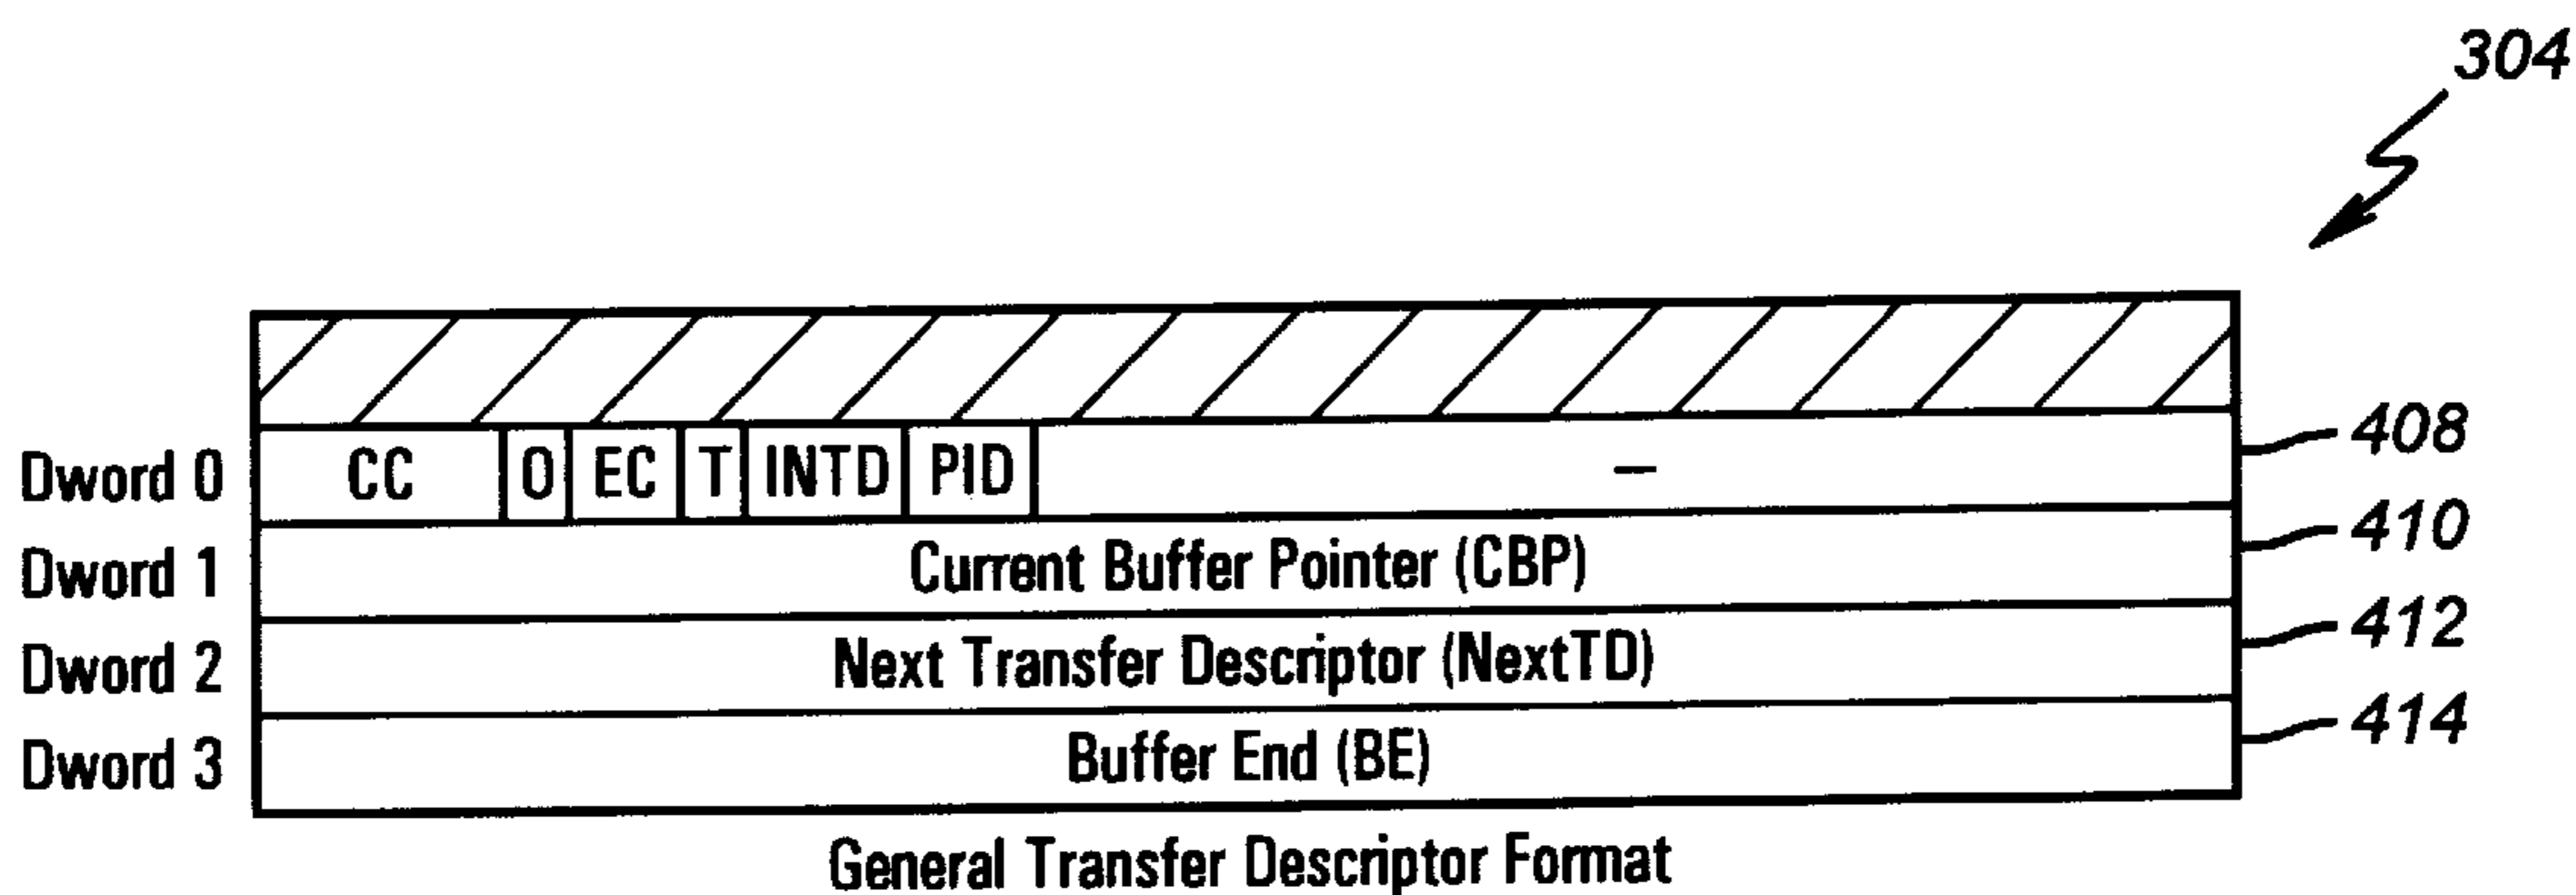 304
Dword 0 CC O EC T INTD PID – 408
Dword 1 Current Buffer Pointer (CBP) 410
Dword 2 Next Transfer Descriptor (NextTD) 412
Dword 3 Buffer End (BE) 414
General Transfer Descriptor Format